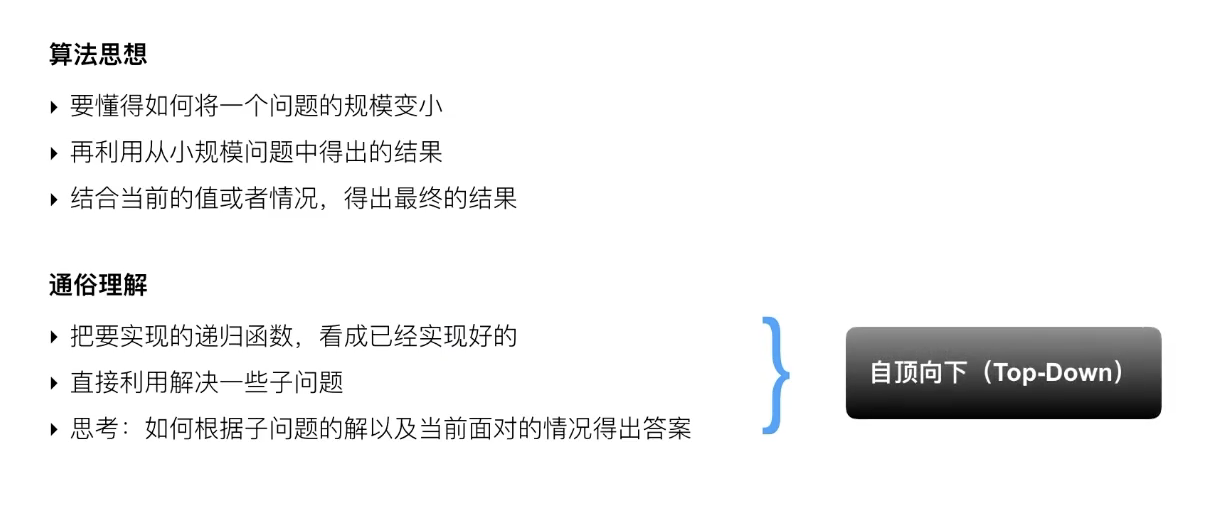 算法思想
要懂得如何将一个问题的规模变小
再利用从小规模问题中得出的结果
结合当前的值或者情况，得出最终的结果
通俗理解
把要实现的递归函数，看成已经实现好的
直接利用解决一些子问题
思考：如何根据子问题的解以及当前面对的情况得出答案
自顶向下（Top-Down）